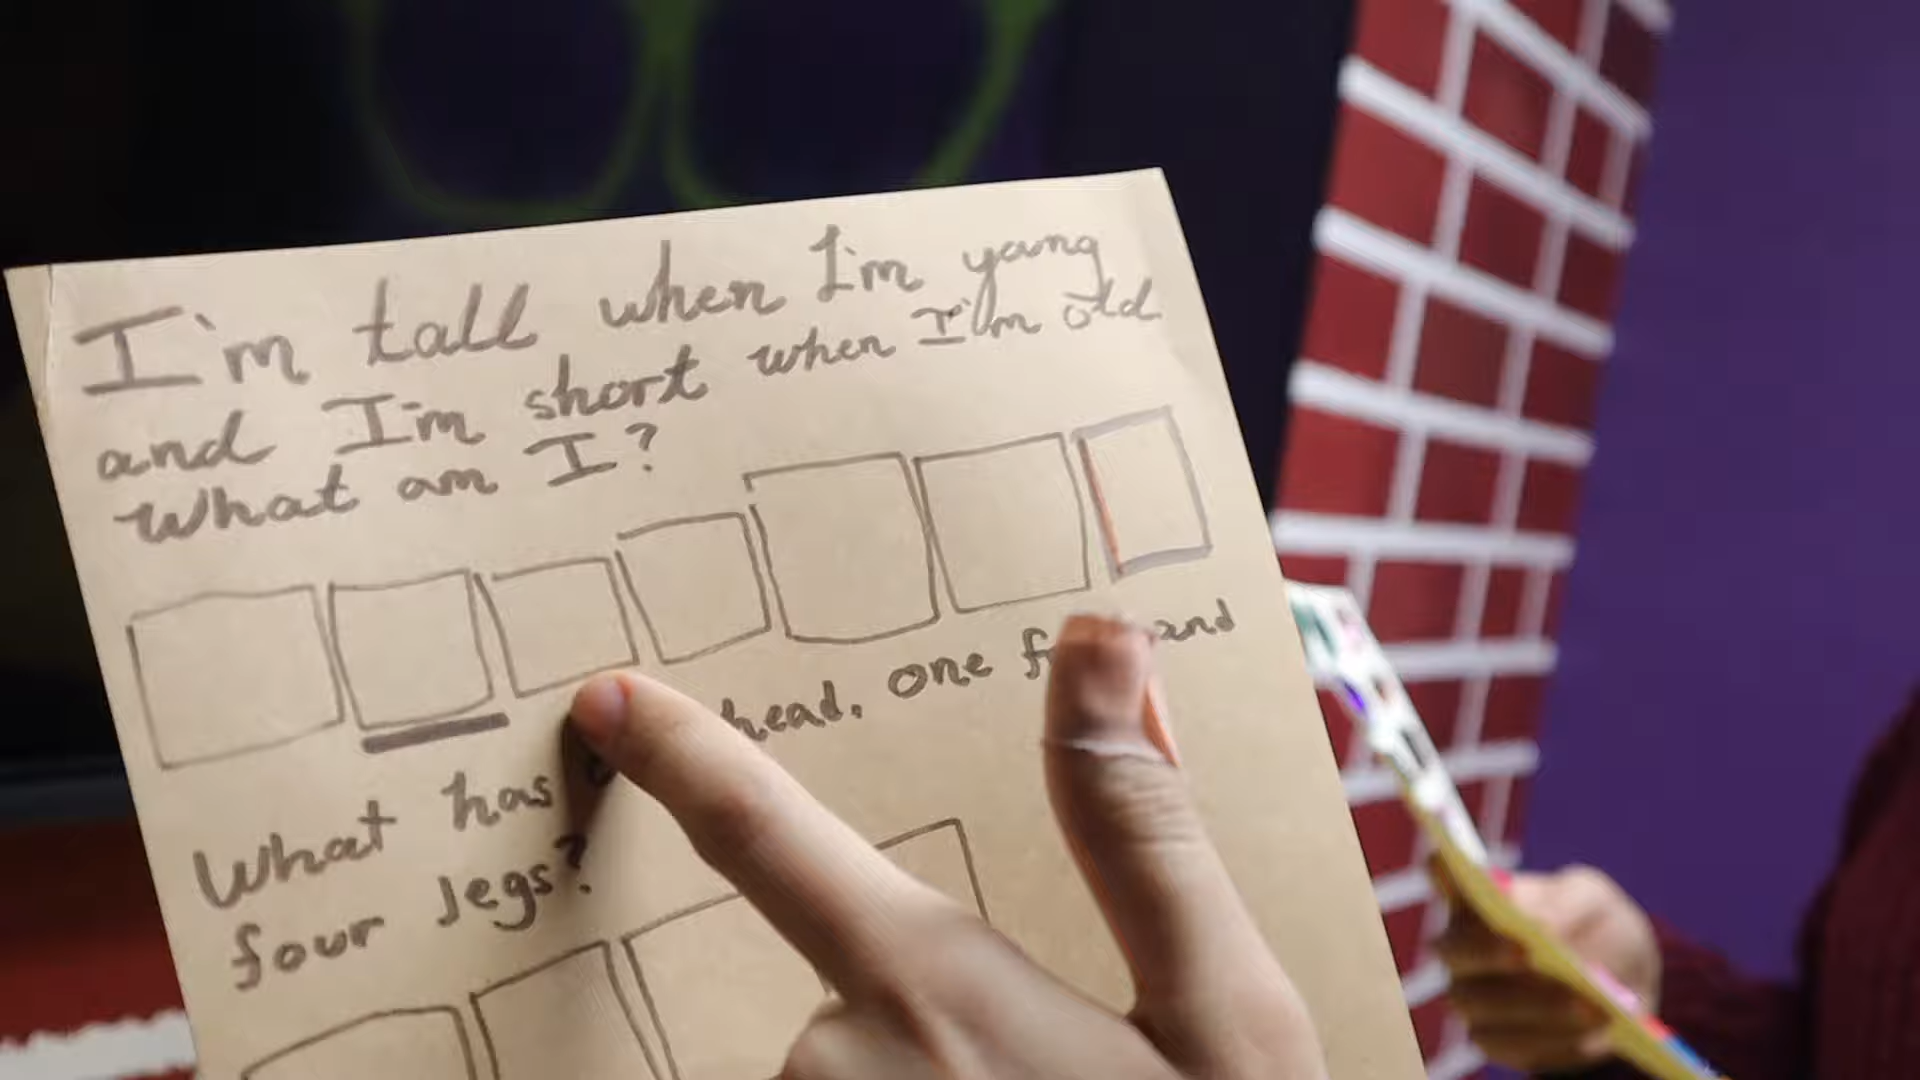 I'm tall when I'm young
and I'm short when I'm old
What am I?
What has head, one and
four legs?